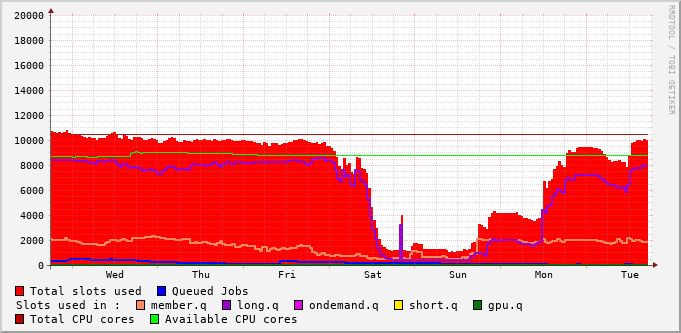 20000
18000
16000
14000
12000
10000
8000
6000
4000
2000
0
Wed Thu Fri Sat Sun Mon Tue
RRDTOOL / TOBI OETIKER
Total slots used Queued Jobs
Slots used in : member.q long.q ondemand.q short.q gpu.q
Total CPU cores Available CPU cores